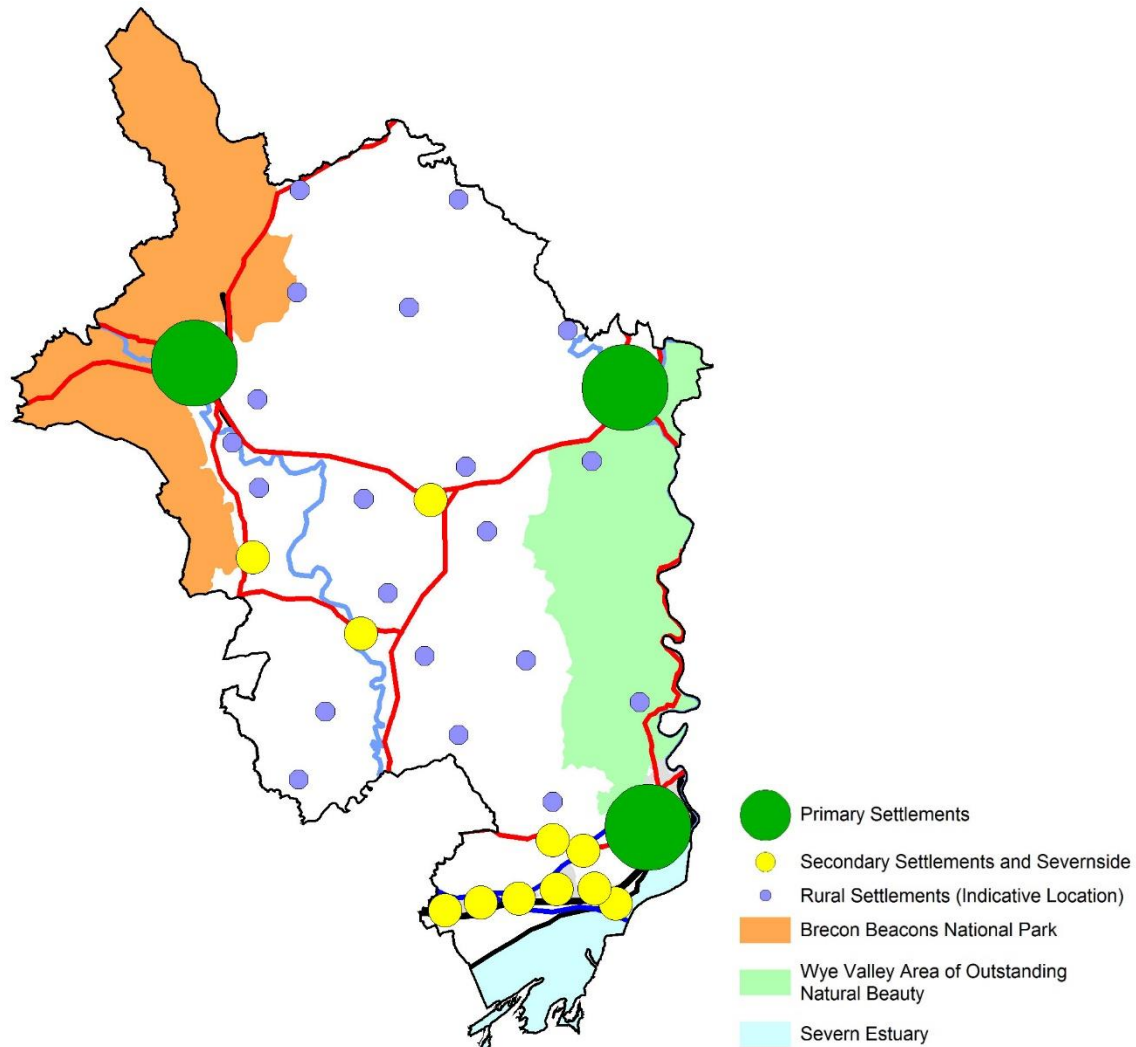 Primary Settlements
Secondary Settlements and Severnside
Rural Settlements (Indicative Location)
Brecon Beacons National Park
Wye Valley Area of Outstanding
Natural Beauty
Severn Estuary